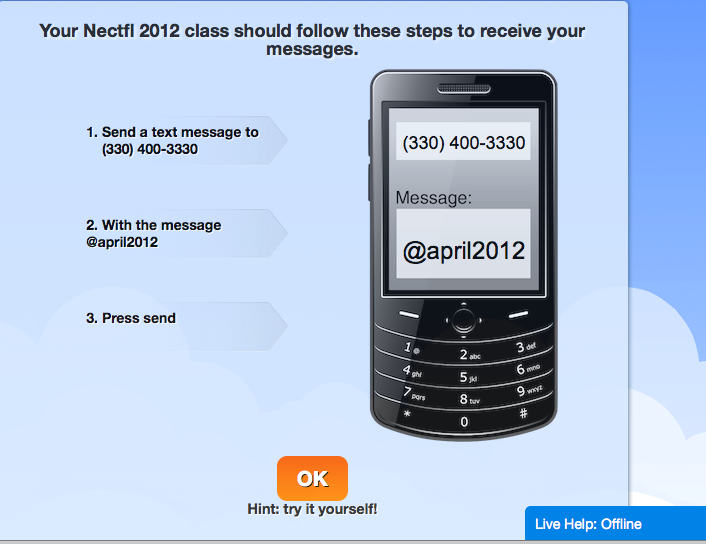 Your Nectfl 2012 class should follow these steps to receive your
messages.
1. Send a text message to
(330) 400-3330
2. With the message
@april2012
3. Press send
(330) 400-3330
Message:
@april2012
1 @
2 abc
3 def
4 ghi
5 jkl
6 mno
7 pqrs
8 tuv
9 wxyz
*
0
#
OK
Hint: try it yourself!
Live Help: Offline